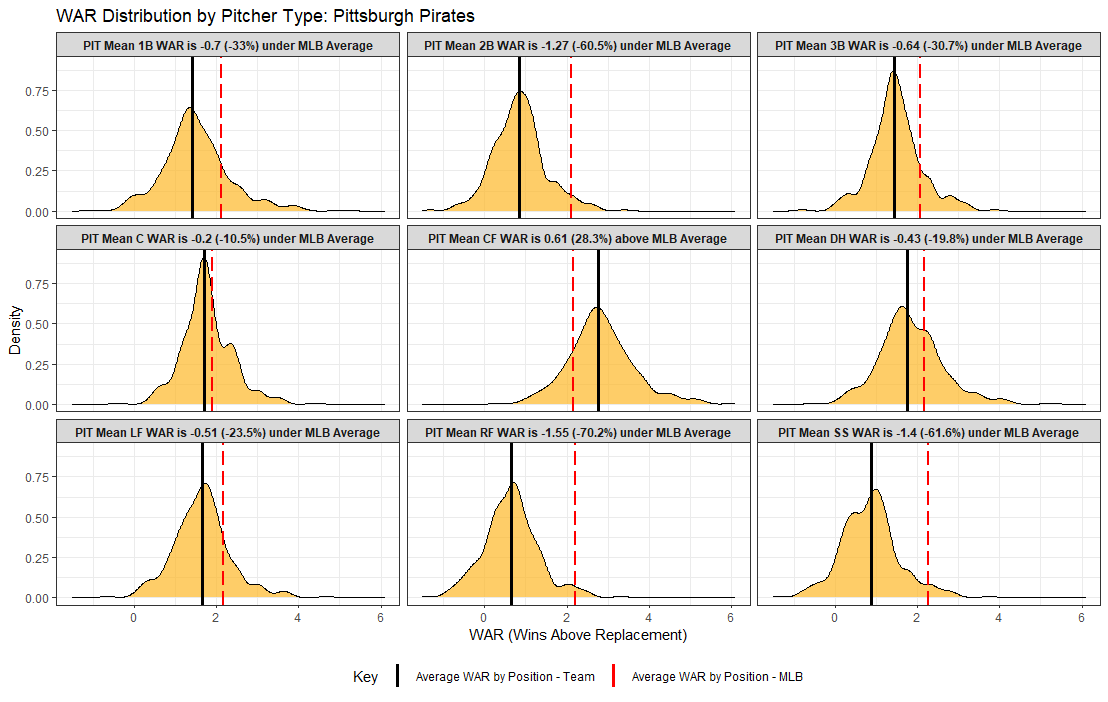 WAR Distribution by Pitcher Type: Pittsburgh Pirates
PIT Mean 1B WAR is -0.7 (-33%) under MLB Average
PIT Mean 2B WAR is -1.27 (-60.5%) under MLB Average
PIT Mean 3B WAR is -0.64 (-30.7%) under MLB Average
0.75
0.50
0.25
0.00
PIT Mean C WAR is -0.2 (-10.5%) under MLB Average
PIT Mean CF WAR is 0.61 (28.3%) above MLB Average
PIT Mean DH WAR is -0.43 (-19.8%) under MLB Average
0.75
0.50
0.25
0.00
Density
PIT Mean LF WAR is -0.51 (-23.5%) under MLB Average
PIT Mean RF WAR is -1.55 (-70.2%) under MLB Average
PIT Mean SS WAR is -1.4 (-61.6%) under MLB Average
0.75
0.50
0.25
0.00
0 2 4 6
0 2 4 6
0 2 4 6
WAR (Wins Above Replacement)
Key
Average WAR by Position - Team
Average WAR by Position - MLB